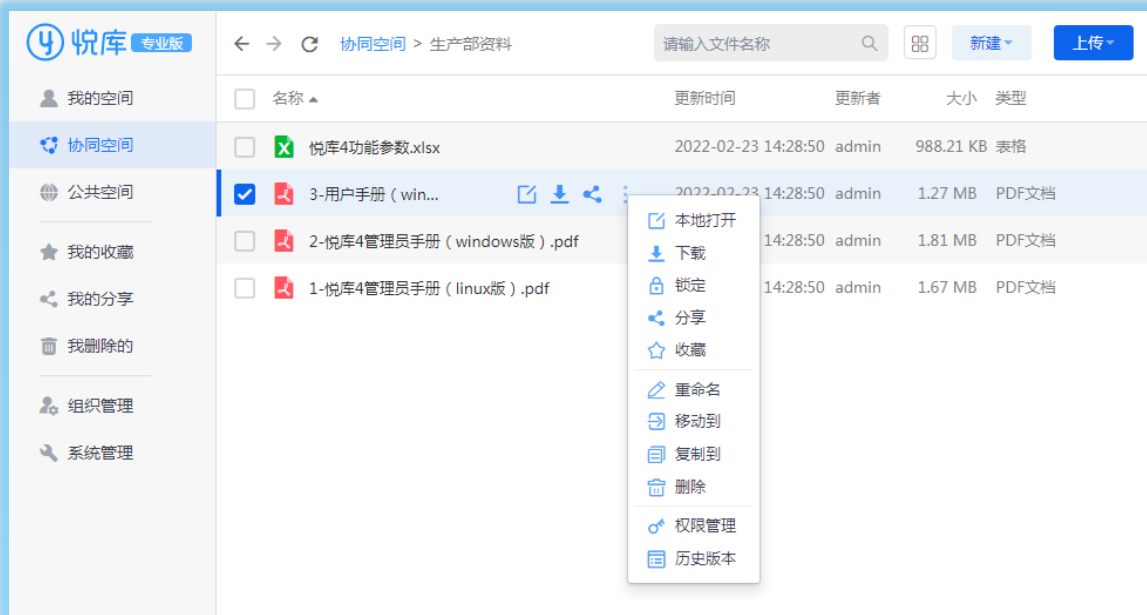 悦库 专业版
协同空间 > 生产部资料
请输入文件名称
新建
上传
我的空间
协同空间
公共空间
我的收藏
我的分享
我删除的
组织管理
系统管理
名称 更新时间 更新者 大小 类型
悦库4功能参数.xlsx 2022-02-23 14:28:50 admin 988.21 KB 表格
3-用户手册（win... 2022-02-23 14:28:50 admin 1.27 MB PDF文档
2-悦库4管理员手册（windows版）.pdf 14:28:50 admin 1.81 MB PDF文档
1-悦库4管理员手册（linux版）.pdf 14:28:50 admin 1.67 MB PDF文档
本地打开
下载
锁定
分享
收藏
重命名
移动到
复制到
删除
权限管理
历史版本